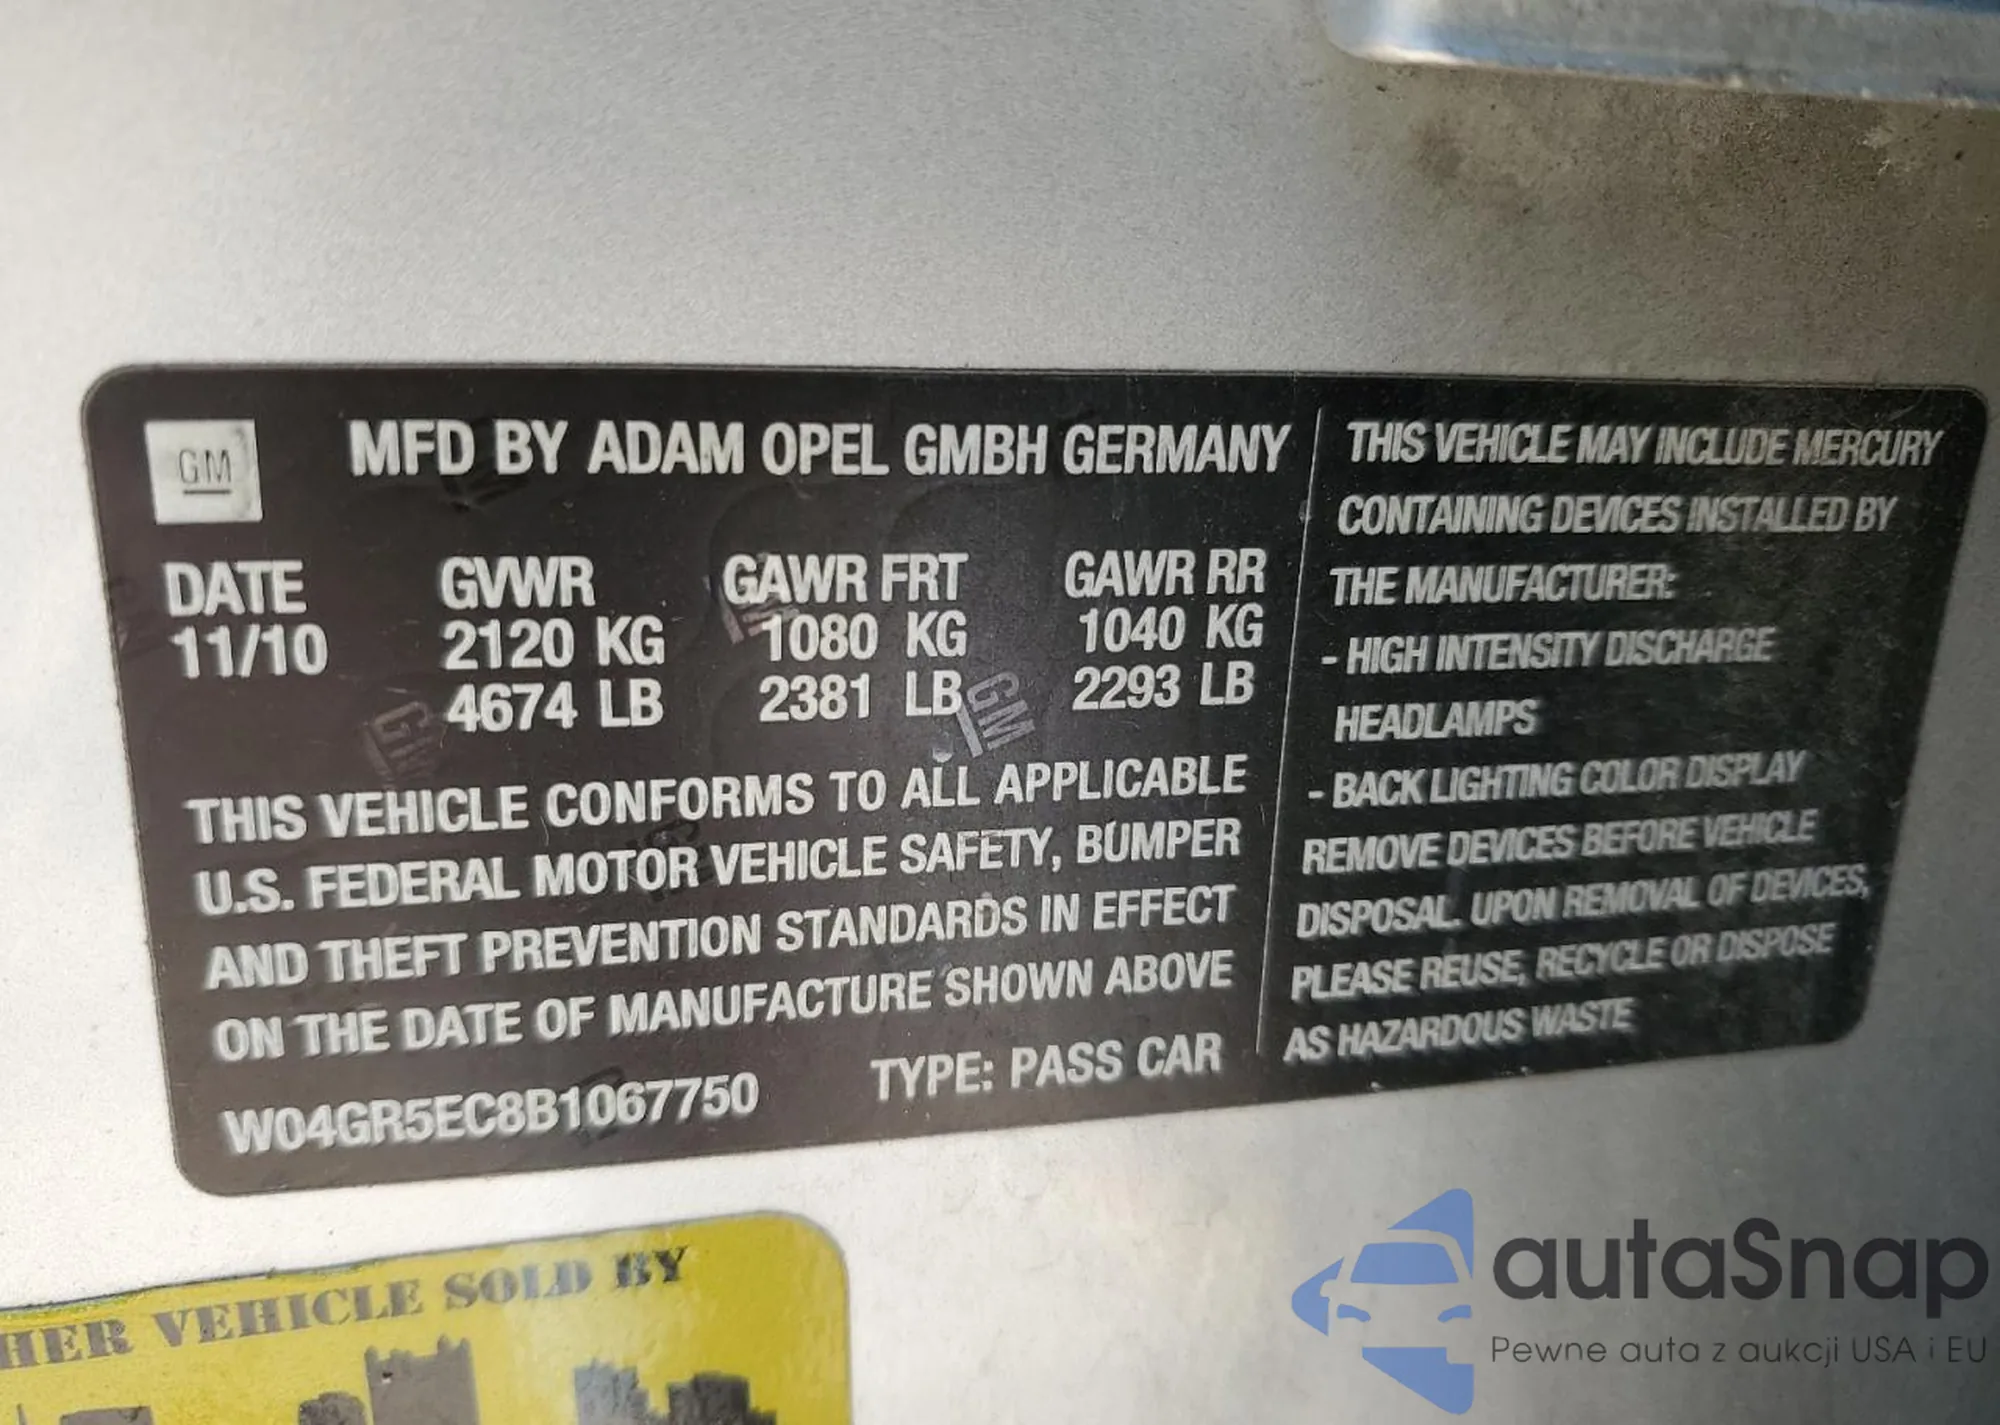 GM
MFD BY ADAM OPEL GMBH GERMANY
DATE GVWR GAWR FRT GAWR RR
11/10 2120 KG 1080 KG 1040 KG
4674 LB 2381 LB 2293 LB
THIS VEHICLE CONFORMS TO ALL APPLICABLE
U.S. FEDERAL MOTOR VEHICLE SAFETY, BUMPER
AND THEFT PREVENTION STANDARDS IN EFFECT
ON THE DATE OF MANUFACTURE SHOWN ABOVE
W04GR5EC8B1067750 TYPE: PASS CAR
THIS VEHICLE MAY INCLUDE MERCURY
CONTAINING DEVICES INSTALLED BY
THE MANUFACTURER:
- HIGH INTENSITY DISCHARGE
HEADLAMPS
- BACK LIGHTING COLOR DISPLAY
REMOVE DEVICES BEFORE VEHICLE
DISPOSAL. UPON REMOVAL OF DEVICES,
PLEASE REUSE, RECYCLE OR DISPOSE
AS HAZARDOUS WASTE
GM
GM
HER VEHICLE SOLD BY
autaSnap
Pewne auta z aukcji USA i EU